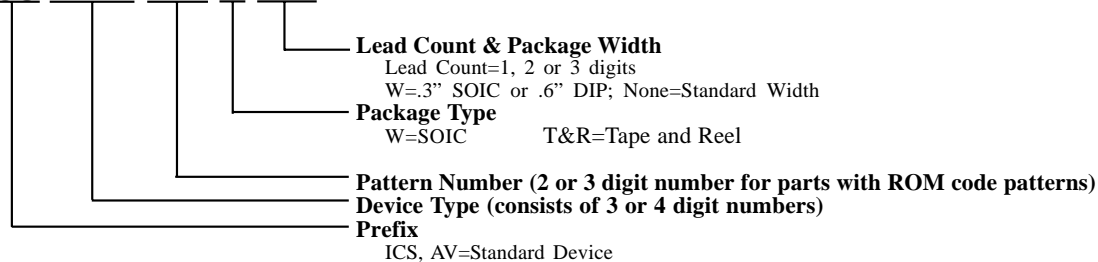 Lead Count & Package Width
Lead Count=1, 2 or 3 digits
W=.3” SOIC or .6” DIP; None=Standard Width
Package Type
W=SOIC T&R=Tape and Reel
Pattern Number (2 or 3 digit number for parts with ROM code patterns)
Device Type (consists of 3 or 4 digit numbers)
Prefix
ICS, AV=Standard Device